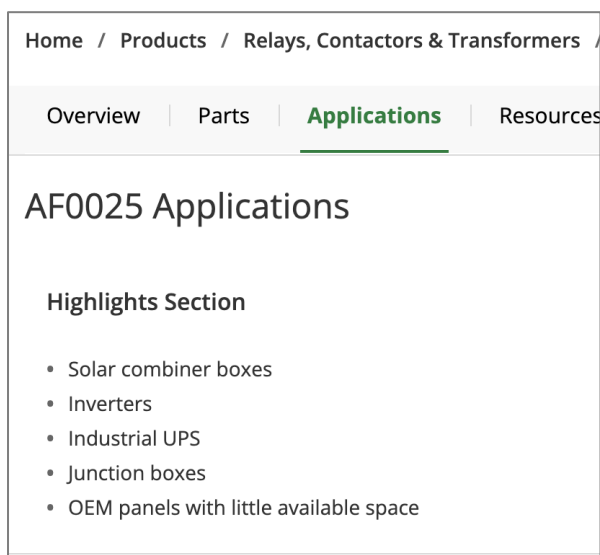 Home / Products / Relays, Contactors & Transformers /
Overview | Parts | Applications | Resources
AF0025 Applications
Highlights Section
• Solar combiner boxes
• Inverters
• Industrial UPS
• Junction boxes
• OEM panels with little available space